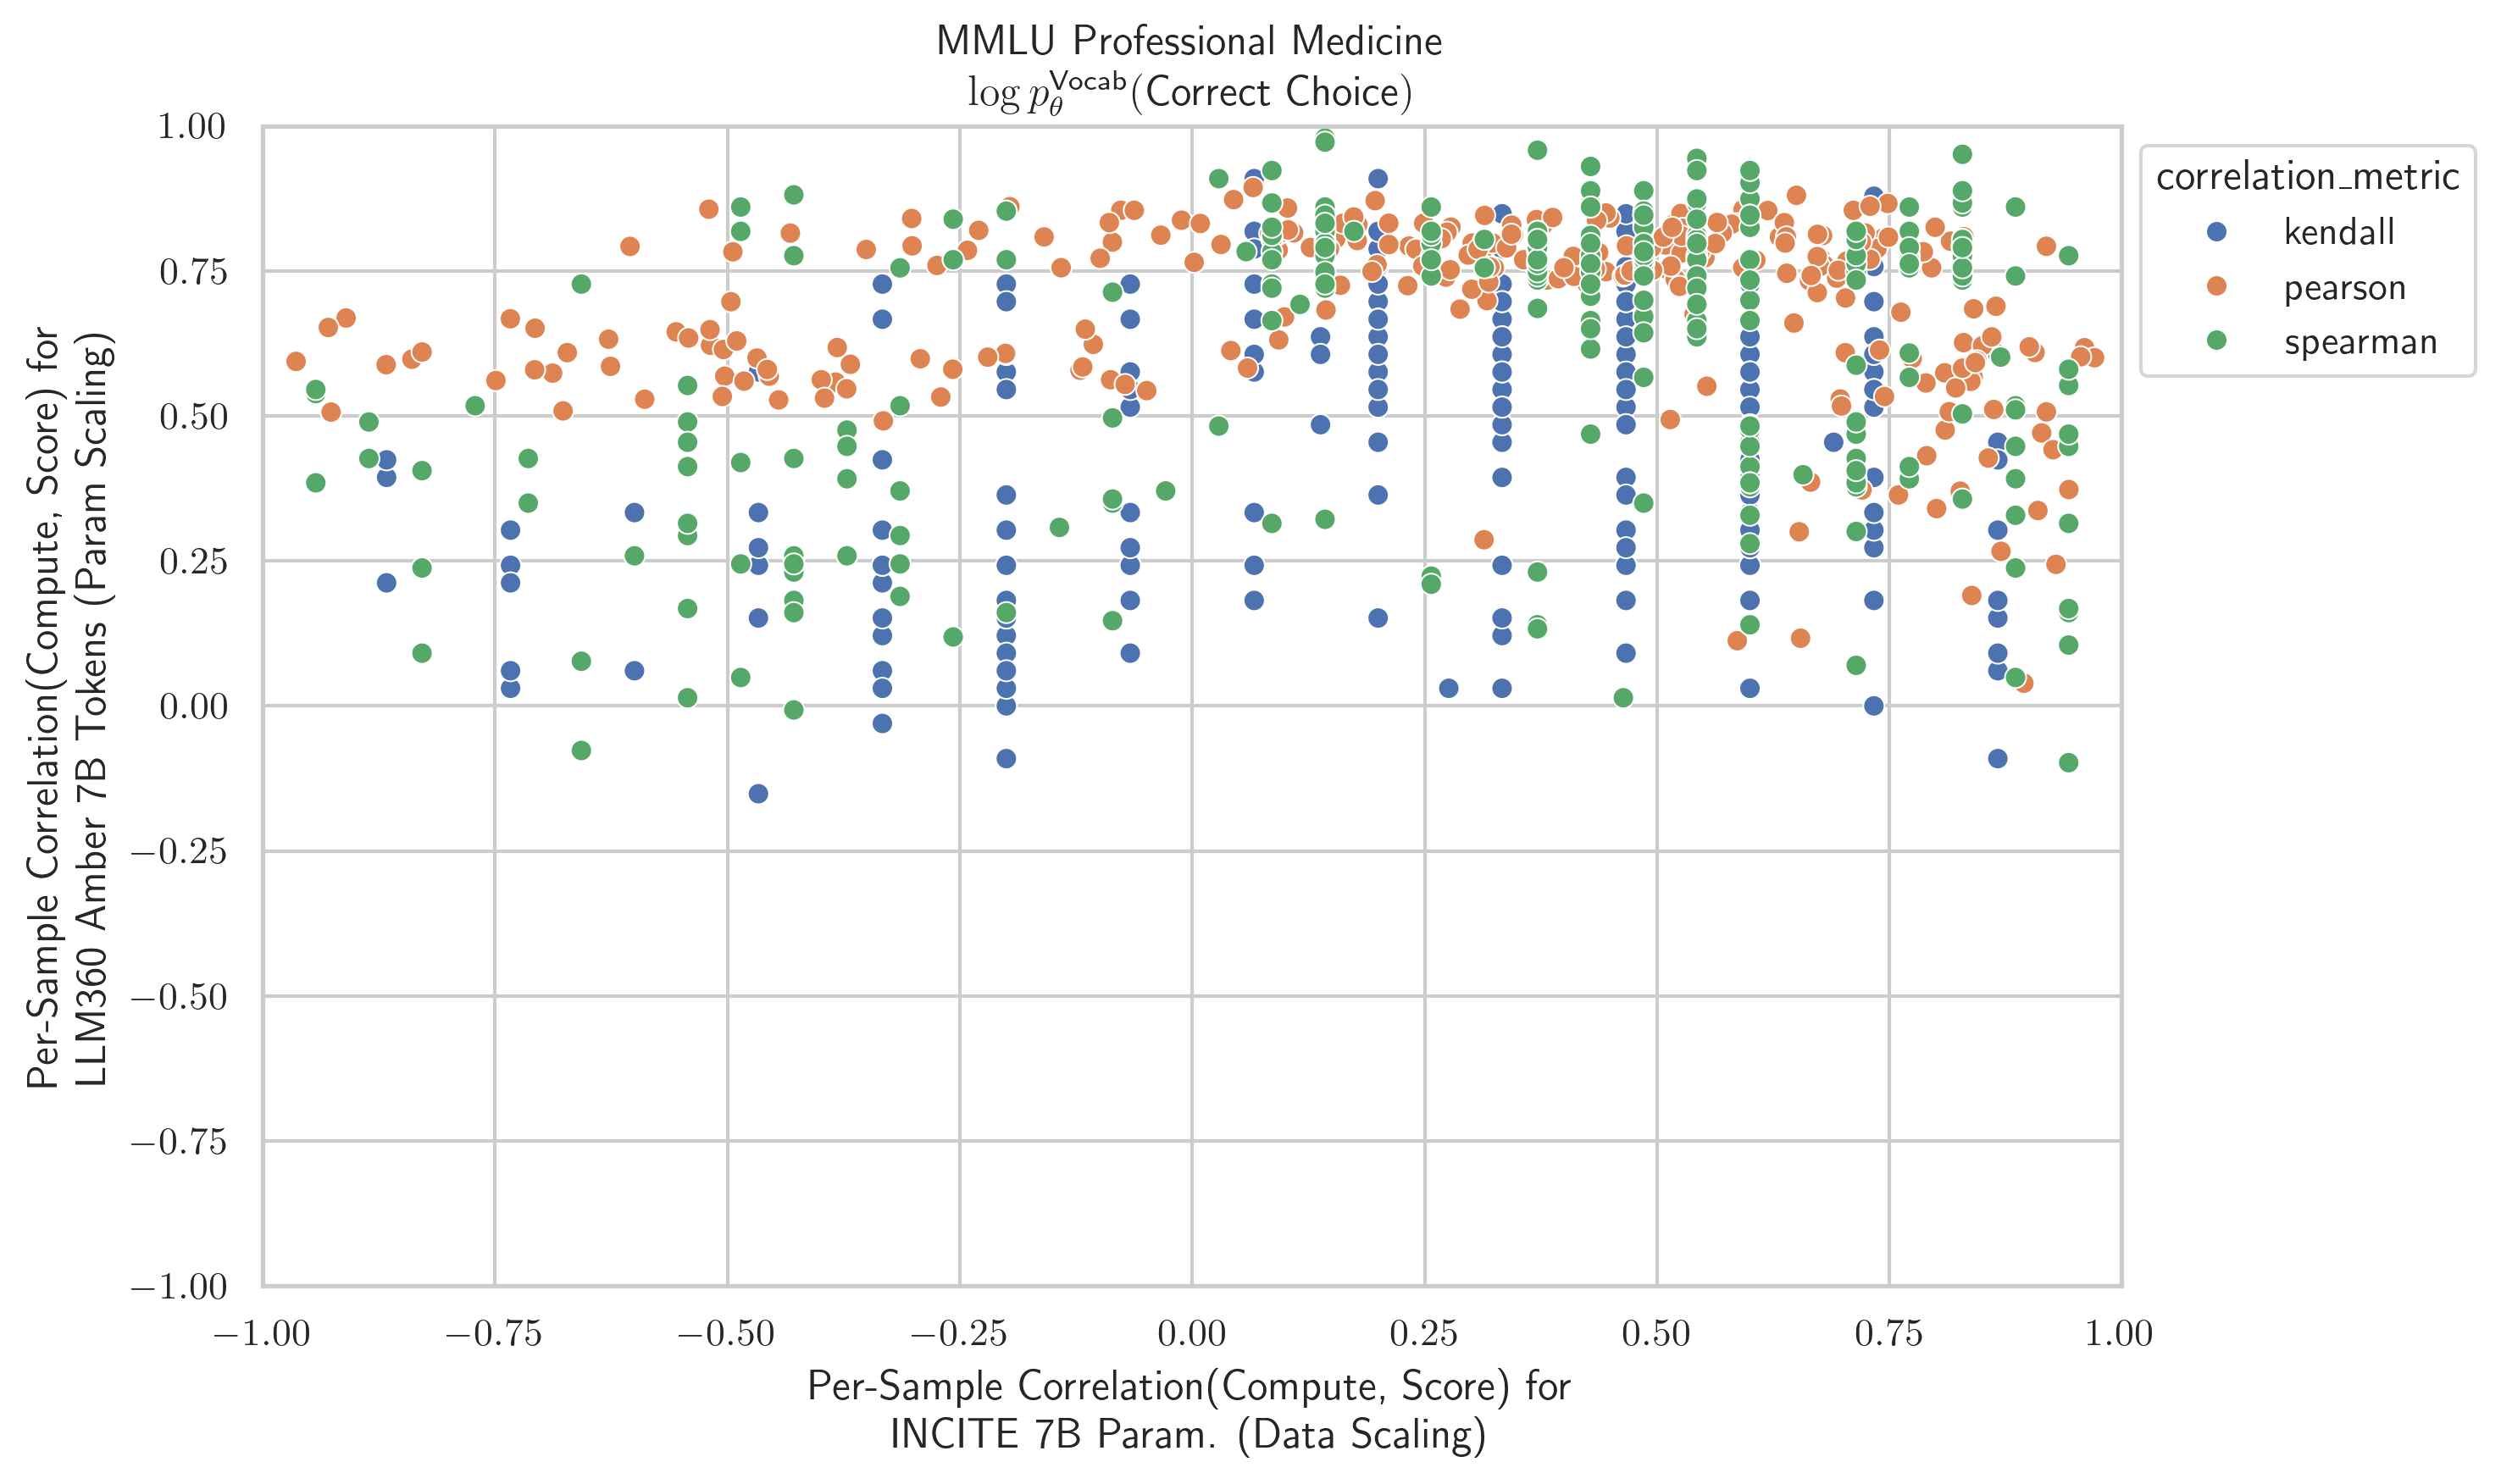 MMLU Professional Medicine
log p_θ^Vocab(Correct Choice)
Per-Sample Correlation(Compute, Score) for
LLM360 Amber 7B Tokens (Param Scaling)
1.00
0.75
0.50
0.25
0.00
−0.25
−0.50
−0.75
−1.00
−1.00 −0.75 −0.50 −0.25 0.00 0.25 0.50 0.75 1.00
Per-Sample Correlation(Compute, Score) for
INCITE 7B Param. (Data Scaling)
correlation_metric
kendall
pearson
spearman